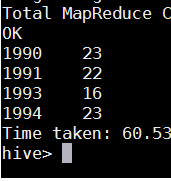 Total MapReduce C
OK
1990 23
1991 22
1993 16
1994 23
Time taken: 60.53
hive>